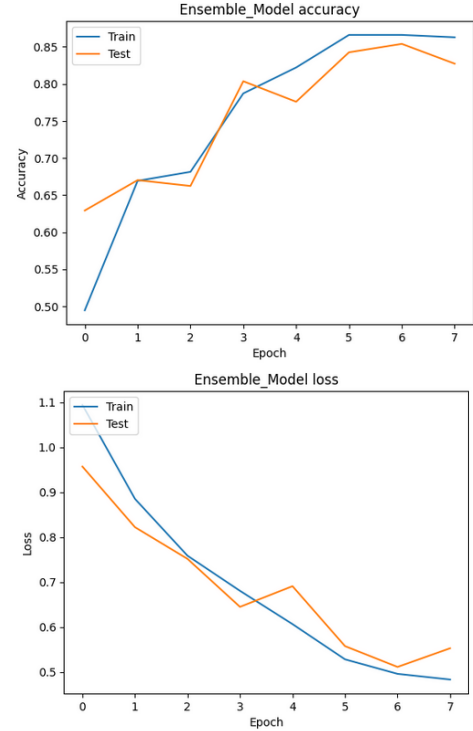 Ensemble_Model accuracy
Train
Test
0.85
0.80
0.75
0.70
0.65
0.60
0.55
0.50
Accuracy
0 1 2 3 4 5 6 7
Epoch
Ensemble_Model loss
Train
Test
1.1
1.0
0.9
0.8
0.7
0.6
0.5
Loss
0 1 2 3 4 5 6 7
Epoch